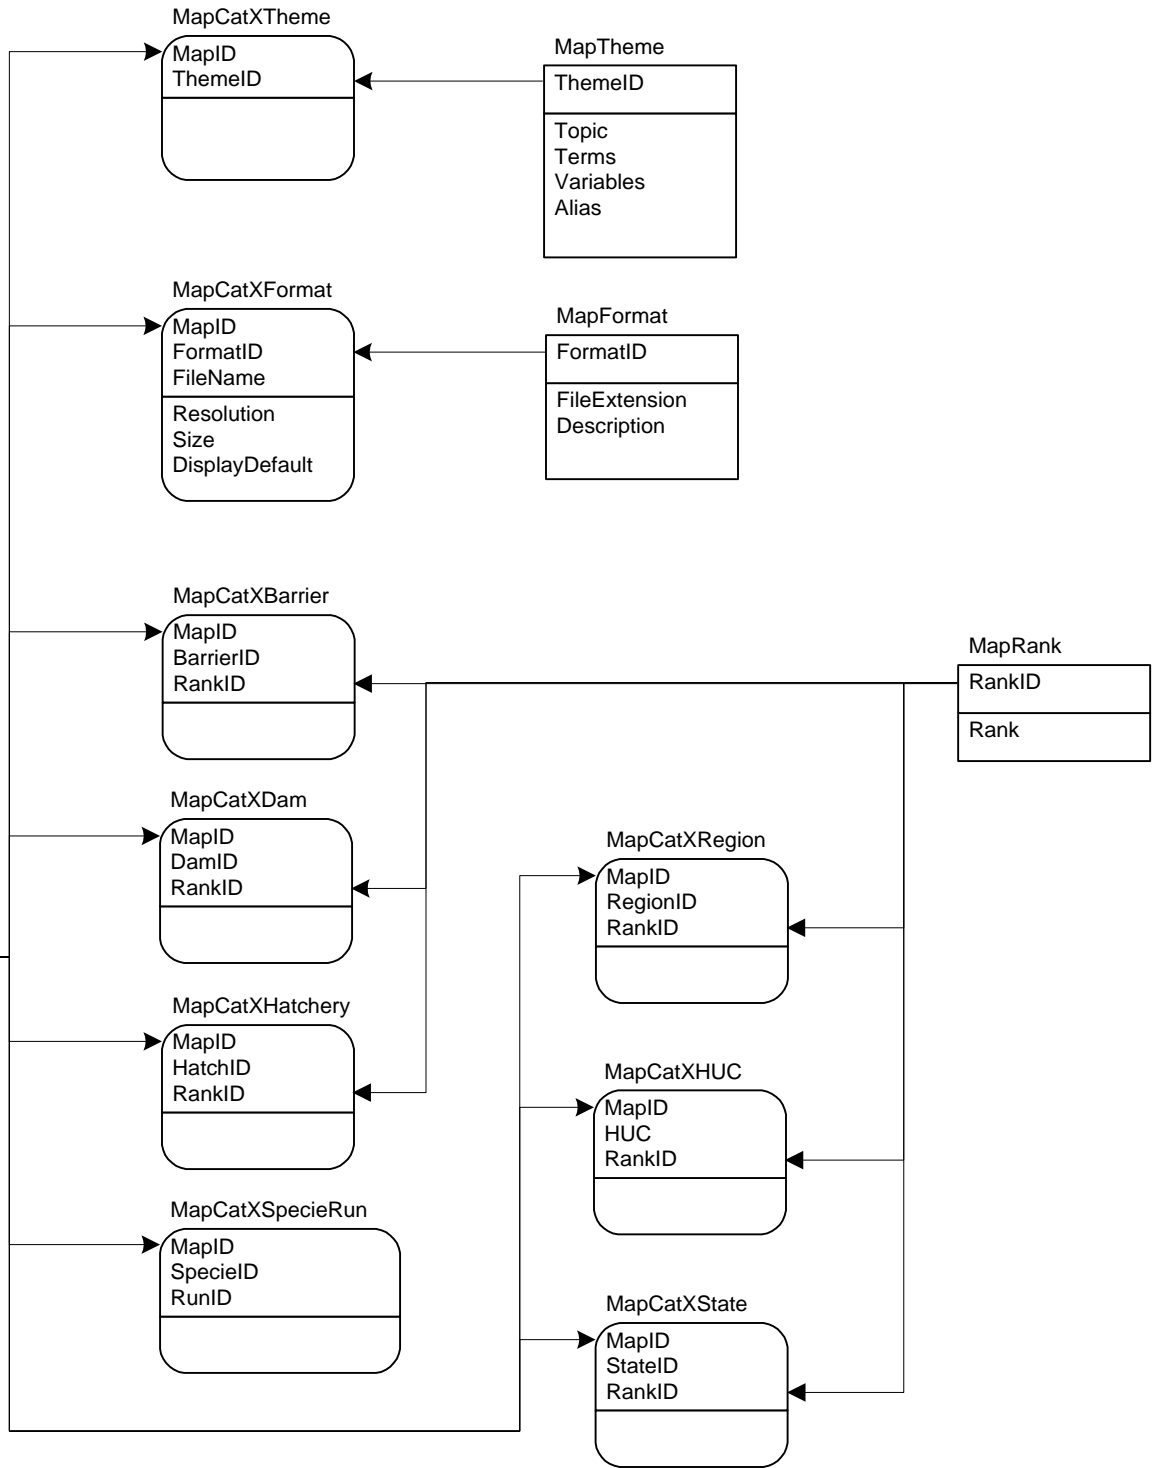 MapCatXTheme
MapID
ThemeID
MapTheme
ThemeID
Topic
Terms
Variables
Alias
MapCatXFormat
MapID
FormatID
FileName
Resolution
Size
DisplayDefault
MapFormat
FormatID
FileExtension
Description
MapCatXBarrier
MapID
BarrierID
RankID
MapRank
RankID
Rank
MapCatXDam
MapID
DamID
RankID
MapCatXRegion
MapID
RegionID
RankID
MapCatXHatchery
MapID
HatchID
RankID
MapCatXHUC
MapID
HUC
RankID
MapCatXSpecieRun
MapID
SpecieID
RunID
MapCatXState
MapID
StateID
RankID